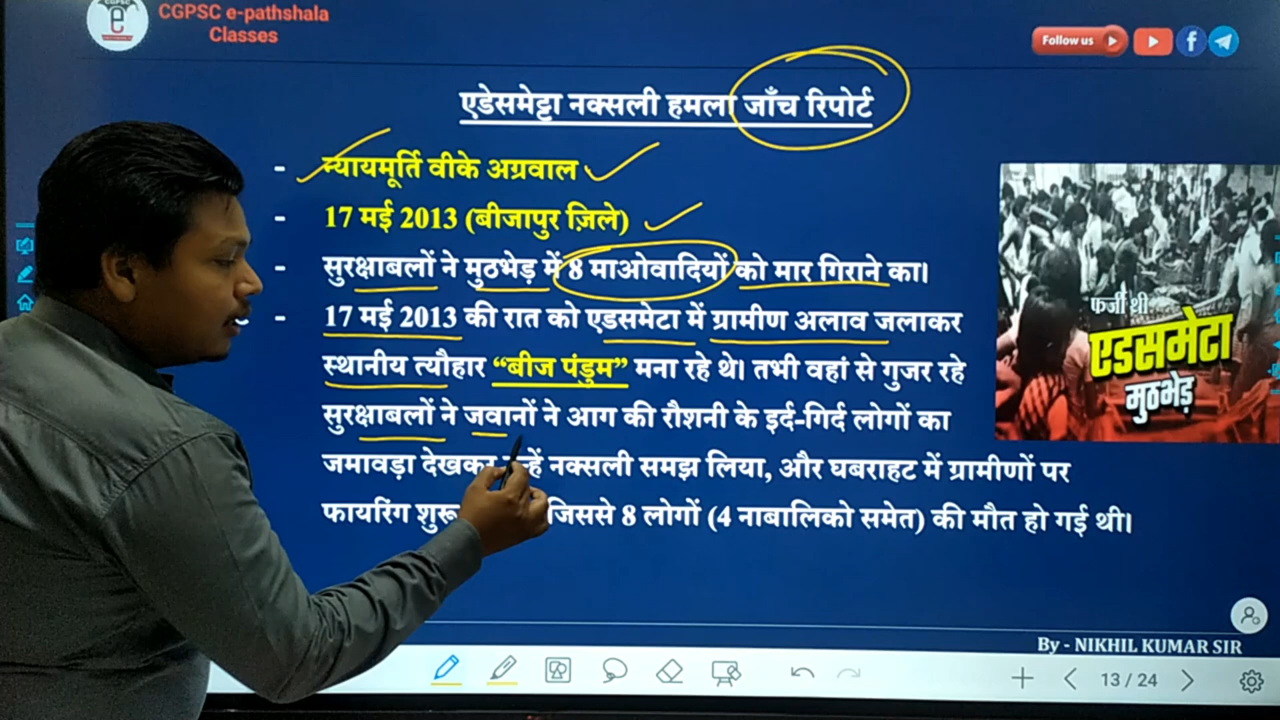 CGPSC
e
CGPSC e-pathshala
Classes
Follow us
एडेसमेट्टा नक्सली हमला जाँच रिपोर्ट
- न्यायमूर्ति वीके अग्रवाल
- 17 मई 2013 (बीजापुर ज़िले)
- सुरक्षाबलों ने मुठभेड़ में 8 माओवादियों को मार गिराने का।
- 17 मई 2013 की रात को एडसमेटा में ग्रामीण अलाव जलाकर
स्थानीय त्यौहार “बीज पंडुम” मना रहे थे। तभी वहां से गुजर रहे
सुरक्षाबलों ने जवानों ने आग की रौशनी के इर्द-गिर्द लोगों का
जमावड़ा देखकर नक्सली समझ लिया, और घबराहट में ग्रामीणों पर
फायरिंग जिससे 8 लोगों (4 नाबालिको समेत) की मौत हो गई थी।
फर्जी थी
एडसमेटा
मुठभेड़
By - NIKHIL KUMAR SIR
13 / 24